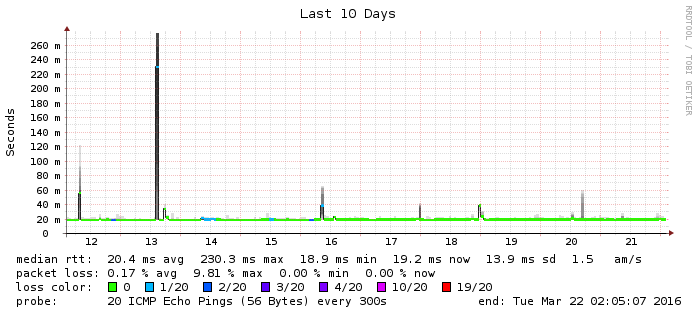 Last 10 Days
RRDTOOL / TOBI OETIKER
Seconds
260 m
240 m
220 m
200 m
180 m
160 m
140 m
120 m
100 m
80 m
60 m
40 m
20 m
0
12 13 14 15 16 17 18 19 20 21
median rtt: 20.4 ms avg 230.3 ms max 18.9 ms min 19.2 ms now 13.9 ms sd 1.5 am/s
packet loss: 0.17 % avg 9.81 % max 0.00 % min 0.00 % now
loss color: 0 1/20 2/20 3/20 4/20 10/20 19/20
probe: 20 ICMP Echo Pings (56 Bytes) every 300s end: Tue Mar 22 02:05:07 2016